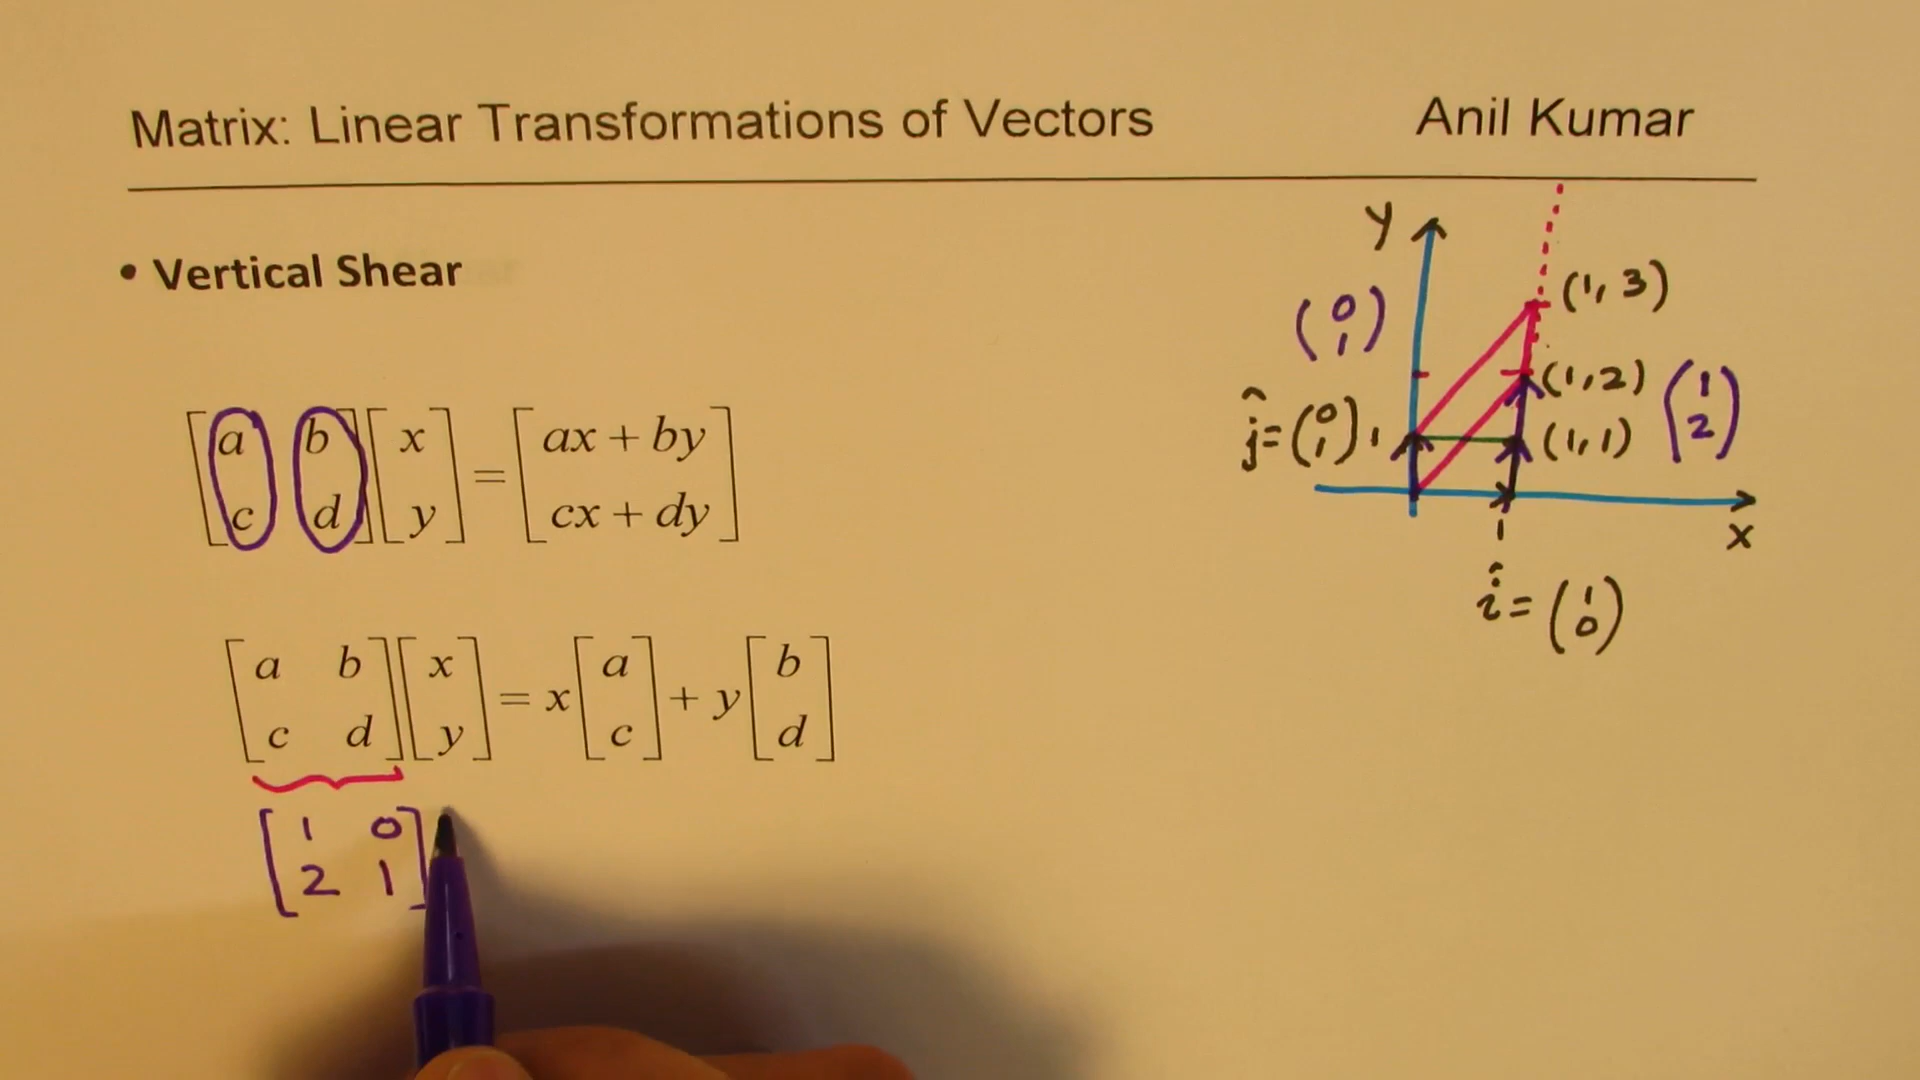 Matrix: Linear Transformations of Vectors
Anil Kumar
• Vertical Shear
[a b; c d] [x; y] = [ax + by; cx + dy]
[a b; c d] [x; y] = x [a; c] + y [b; d]
[1 0; 2 1]
y
(1, 3)
(0; 1)
(1,2) (1; 2)
ĵ = (0; 1) 1 (1,1)
1 x
î = (1; 0)